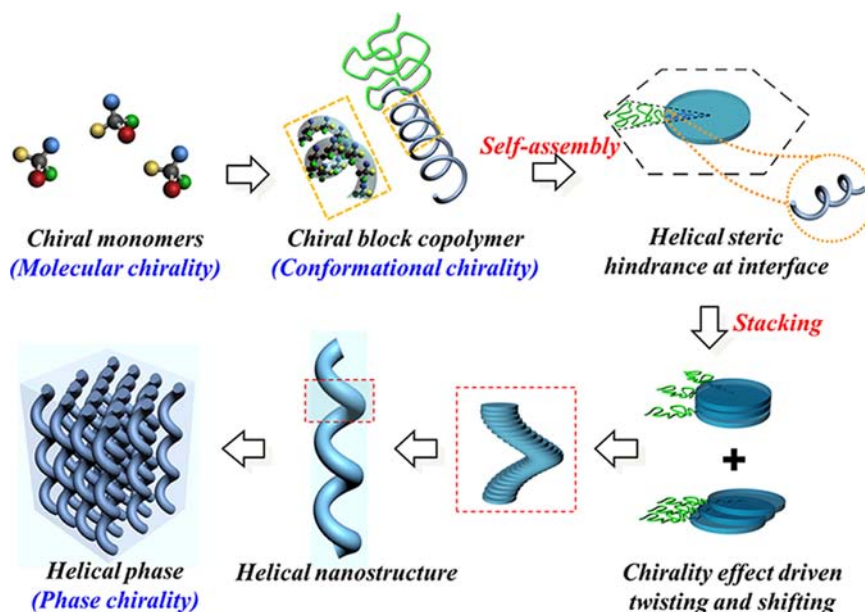 Self-assembly
Chiral monomers
(Molecular chirality)
Chiral block copolymer
(Conformational chirality)
Helical steric
hindrance at interface
Stacking
+
Helical phase
(Phase chirality)
Helical nanostructure
Chirality effect driven
twisting and shifting